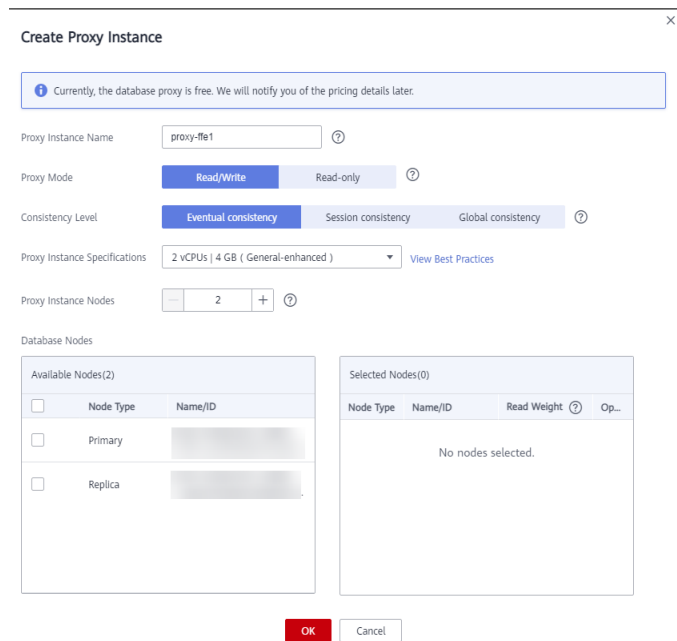 Create Proxy Instance
Currently, the database proxy is free. We will notify you of the pricing details later.
Proxy Instance Name proxy-ffe1
Proxy Mode Read/Write Read-only
Consistency Level Eventual consistency Session consistency Global consistency
Proxy Instance Specifications 2 vCPUs | 4 GB ( General-enhanced ) View Best Practices
Proxy Instance Nodes 2
Database Nodes
Available Nodes(2) Selected Nodes(0)
Node Type Name/ID Node Type Name/ID Read Weight Op...
Primary
No nodes selected.
Replica
OK Cancel